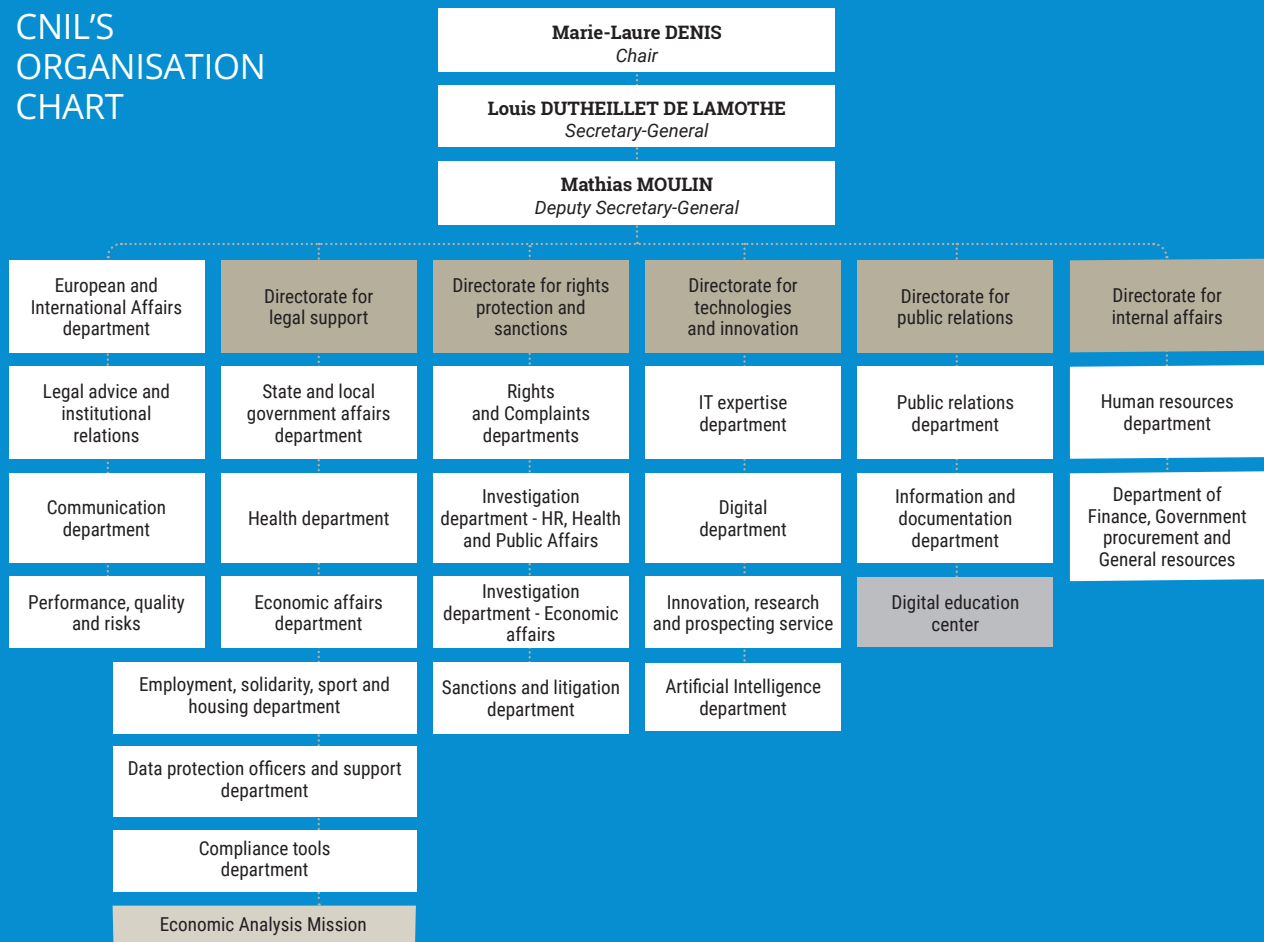 CNIL'S
ORGANISATION
CHART
Marie-Laure DENIS
Chair
Louis DUTHEILLET DE LAMOTHE
Secretary-General
Mathias MOULIN
Deputy Secretary-General
European and
International Affairs
department
Directorate for
legal support
Directorate for rights
protection and
sanctions
Directorate for
technologies
and innovation
Directorate for
public relations
Directorate for
internal affairs
Legal advice and
institutional
relations
State and local
government affairs
department
Rights
and Complaints
departments
IT expertise
department
Public relations
department
Human resources
department
Communication
department
Health department
Investigation
department - HR, Health
and Public Affairs
Digital
department
Information and
documentation
department
Department of
Finance, Government
procurement and
General resources
Performance, quality
and risks
Economic affairs
department
Investigation
department - Economic
affairs
Innovation, research
and prospecting service
Digital education
center
Employment, solidarity, sport and
housing department
Sanctions and litigation
department
Artificial Intelligence
department
Data protection officers and support
department
Compliance tools
department
Economic Analysis Mission